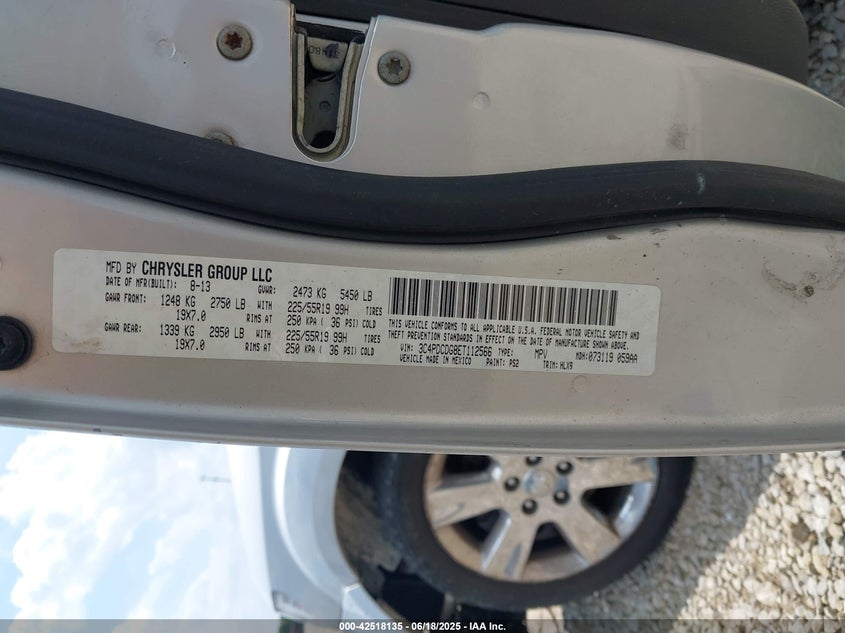 MFD BY CHRYSLER GROUP LLC
DATE OF MFR(BUILT): 8-13 GVWR: 2473 KG 5450 LB
GAWR FRONT: 1248 KG 2750 LB WITH 225/55R19 99H TIRES
19X7.0 RIMS AT 250 KPA ( 36 PSI) COLD
GAWR REAR: 1339 KG 2950 LB WITH 225/55R19 99H TIRES
19X7.0 RIMS AT 250 KPA ( 36 PSI) COLD
THIS VEHICLE CONFORMS TO ALL APPLICABLE U.S.A. FEDERAL MOTOR VEHICLE SAFETY AND
THEFT PREVENTION STANDARDS IN EFFECT ON THE DATE OF MANUFACTURE SHOWN ABOVE.
VIN: 3C4PDCDG8ET112566 TYPE: MPV MDH:073119 059AA
VEHICLE MADE IN MEXICO PAINT: PS2 TRIM: HLX9
000-42518135 - 06/18/2025 - IAA Inc.